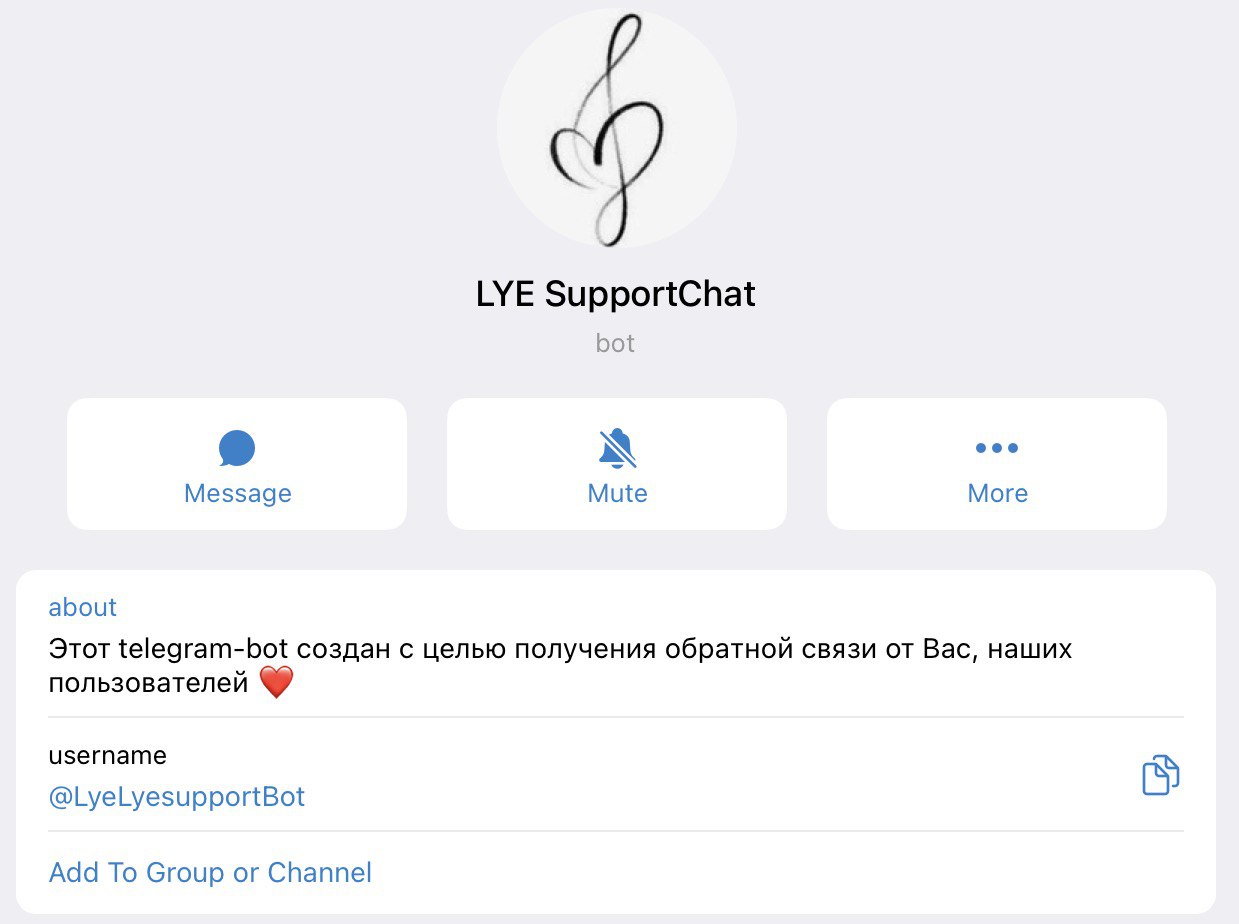 LYE SupportChat
bot
Message
Mute
More
about
Этот telegram-bot создан с целью получения обратной связи от Вас, наших
пользователей ❤️
username
@LyeLyesupportBot
Add To Group or Channel